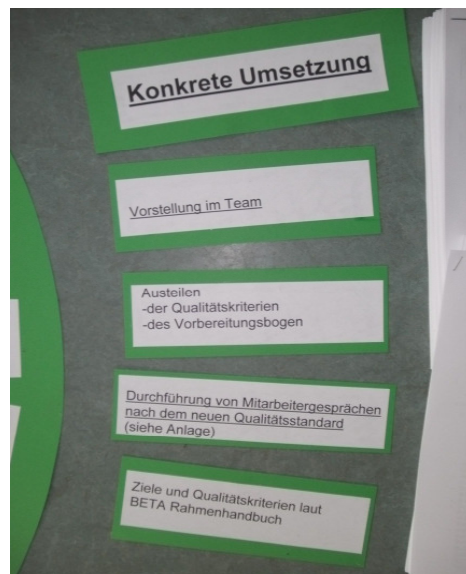 Konkrete Umsetzung
Vorstellung im Team
Austeilen
-der Qualitätskriterien
-des Vorbereitungsbogen
Durchführung von Mitarbeitergesprächen
nach dem neuen Qualitätsstandard
(siehe Anlage)
Ziele und Qualitätskriterien laut
BETA Rahmenhandbuch